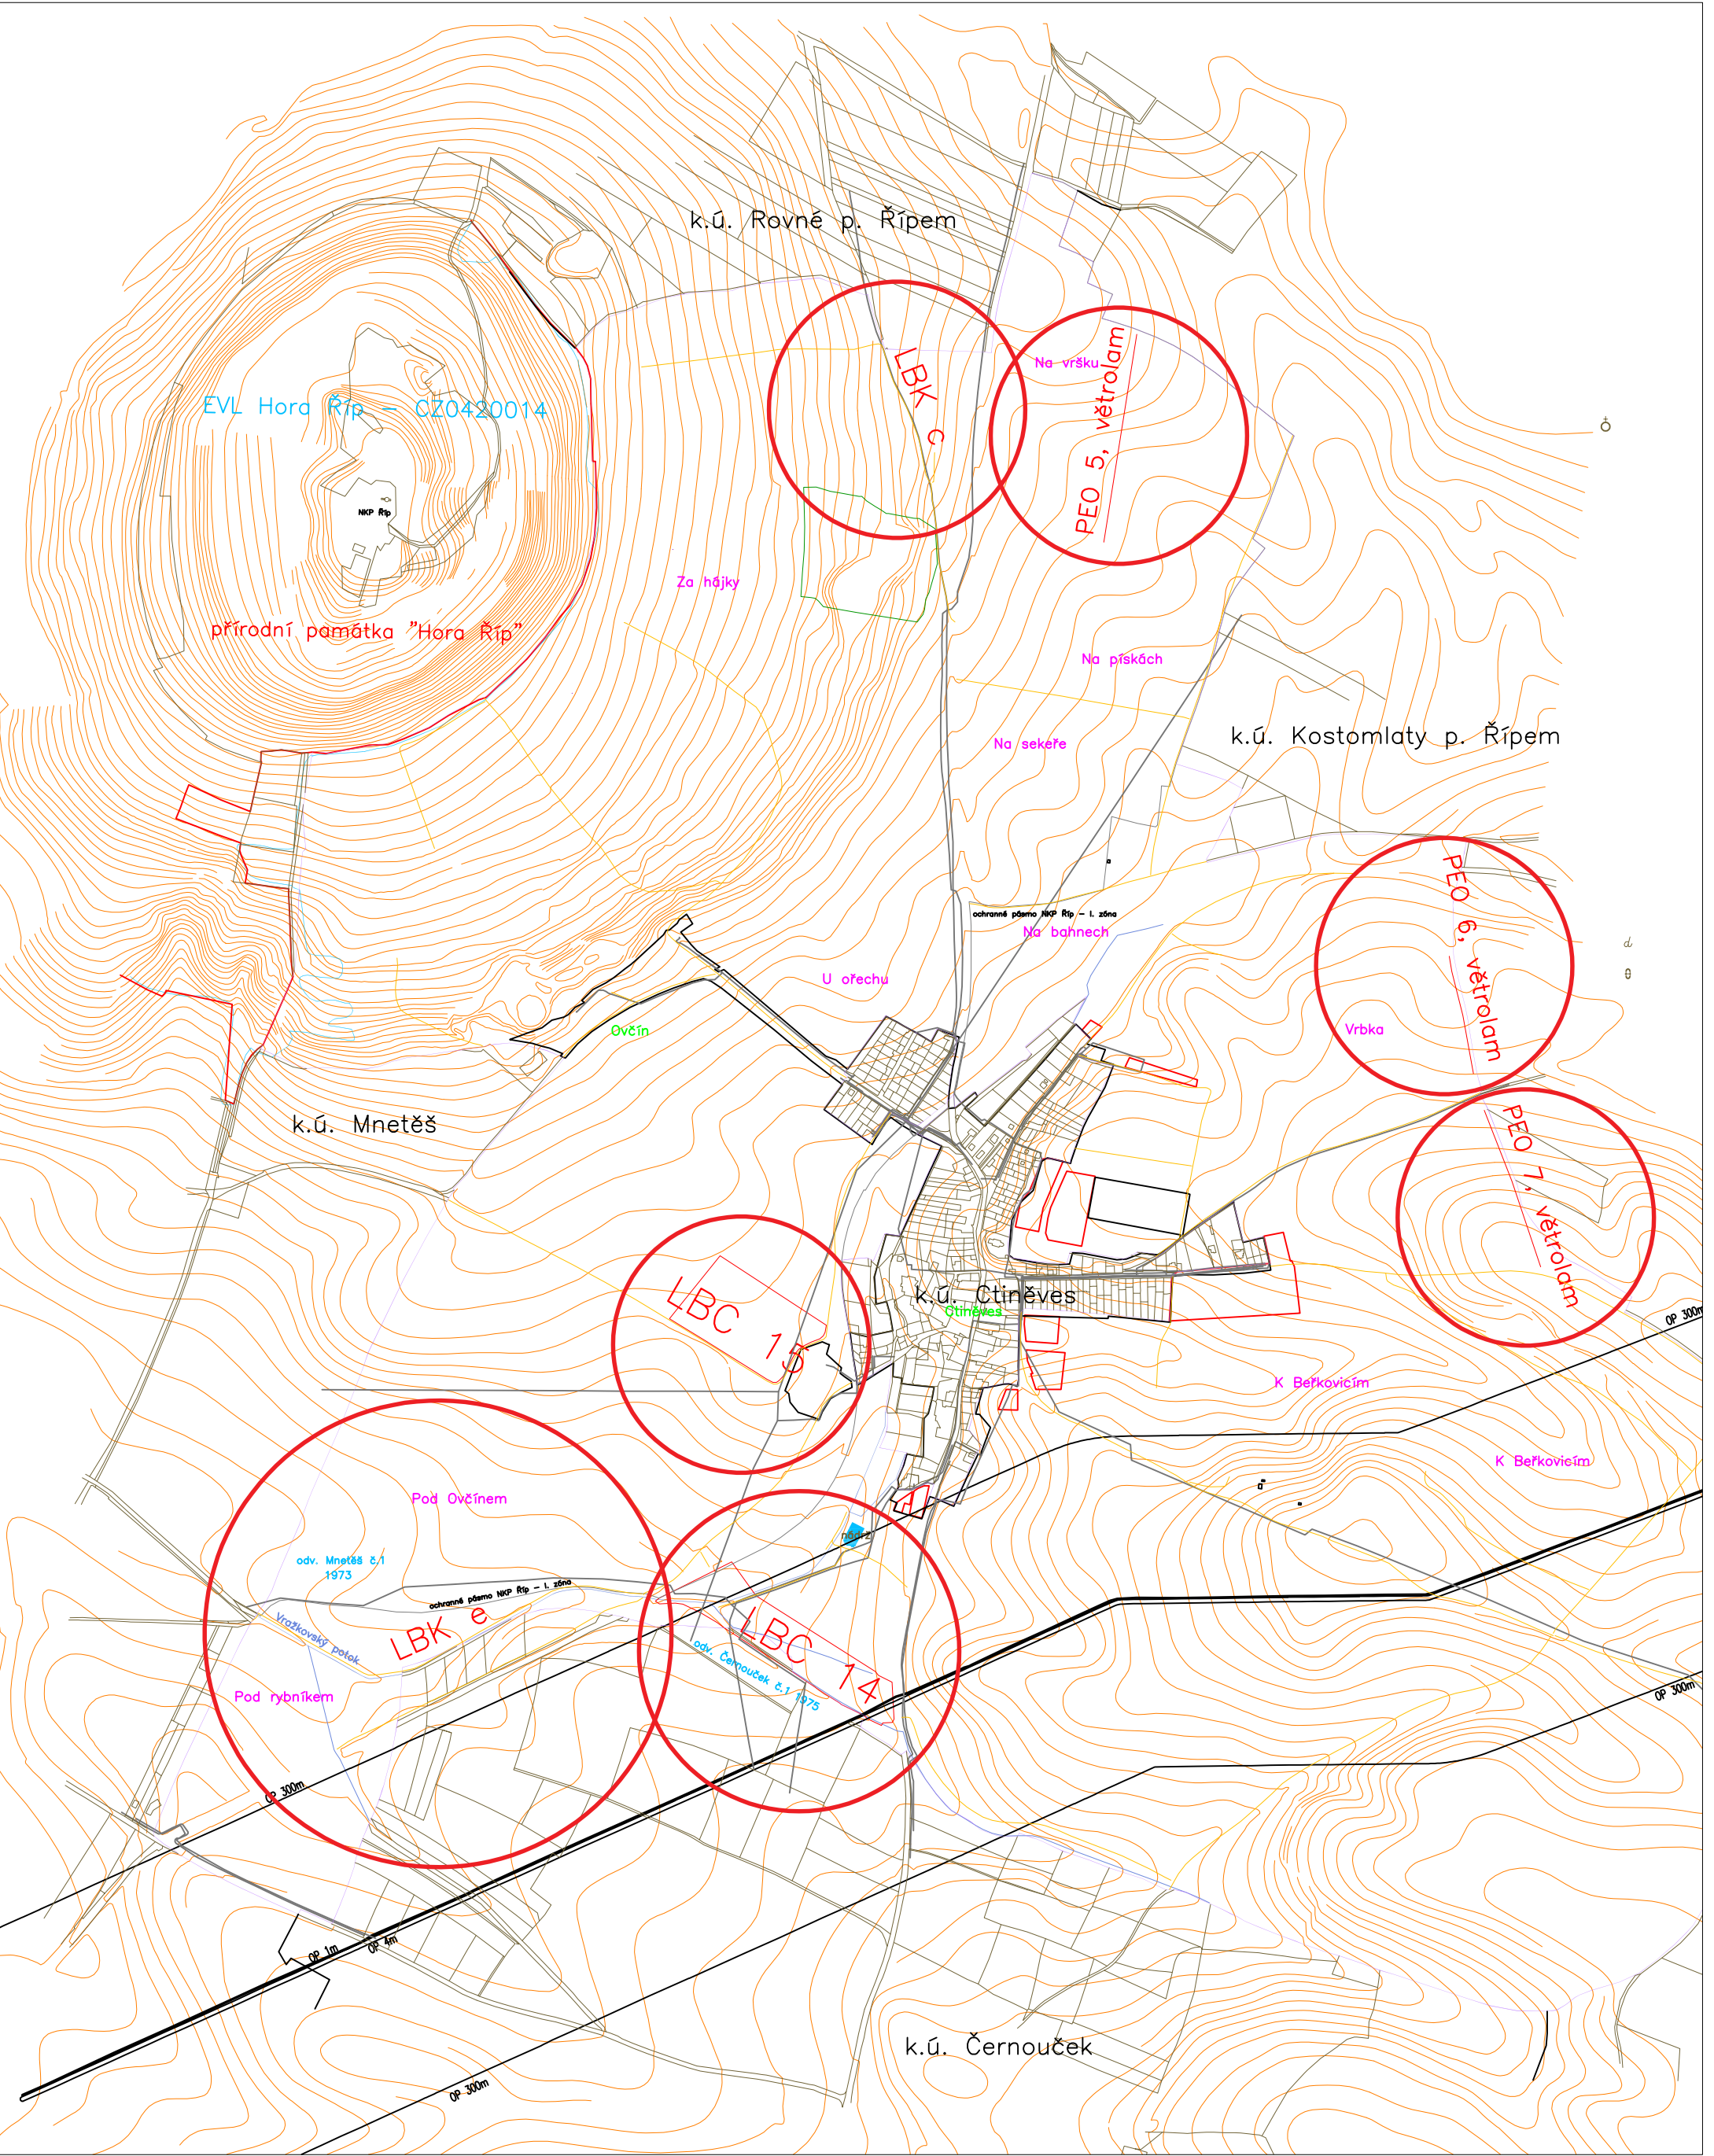 k.ú. Rovné p. Řípem
LBK c
Na vršku
PEO 5, větrolam
EVL Hora Říp - CZ0420014
NKP Říp
Za hájky
přírodní památka "Hora Říp"
Na pískách
Na sekeře
k.ú. Kostomlaty p. Řípem
PEO 6, větrolam
ochranné pásmo NKP Říp - I. zóna
Na bahnech
U ořechu
Ovčín
Vrbka
k.ú. Mnetěš
PEO 7, větrolam
LBC 15
k.ú. Ctiněves
Ctiněves
OP 300m
K Beřkovicím
K Beřkovicím
Pod Ovčínem
nádrž
odv. Mnetěš č.1
1973
ochranné pásmo NKP Říp - I. zóna
LBK e
Vražkovský potok
LBC 14
odv. Černouček č.1 1975
Pod rybníkem
OP 300m
OP 300m
OP 1m
OP 4m
k.ú. Černouček
OP 300m